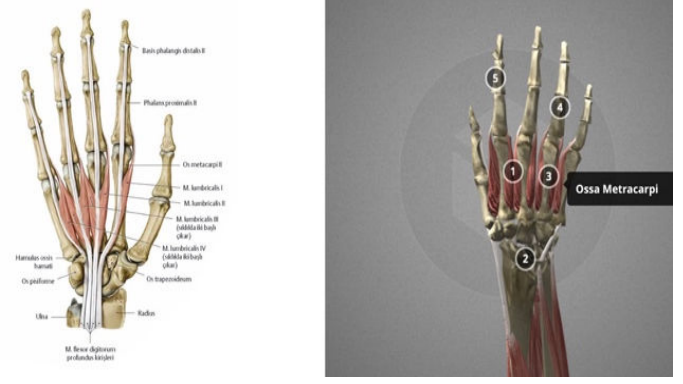 Basis phalangis distalis II
Phalanx proximalis II
Os metacarpi II
M. lumbricalis I
M. lumbricalis II
M. lumbricalis III
(sıklıkla iki başlı
çıkar)
M. lumbricalis IV
(sıklıkla iki başlı
çıkar)
Hamulus ossis
hamati
Os pisiforme
Os trapezoideum
Ulna
Radius
M. flexor digitorum
profundus kirişleri
5
4
1
3
Ossa Metracarpi
2